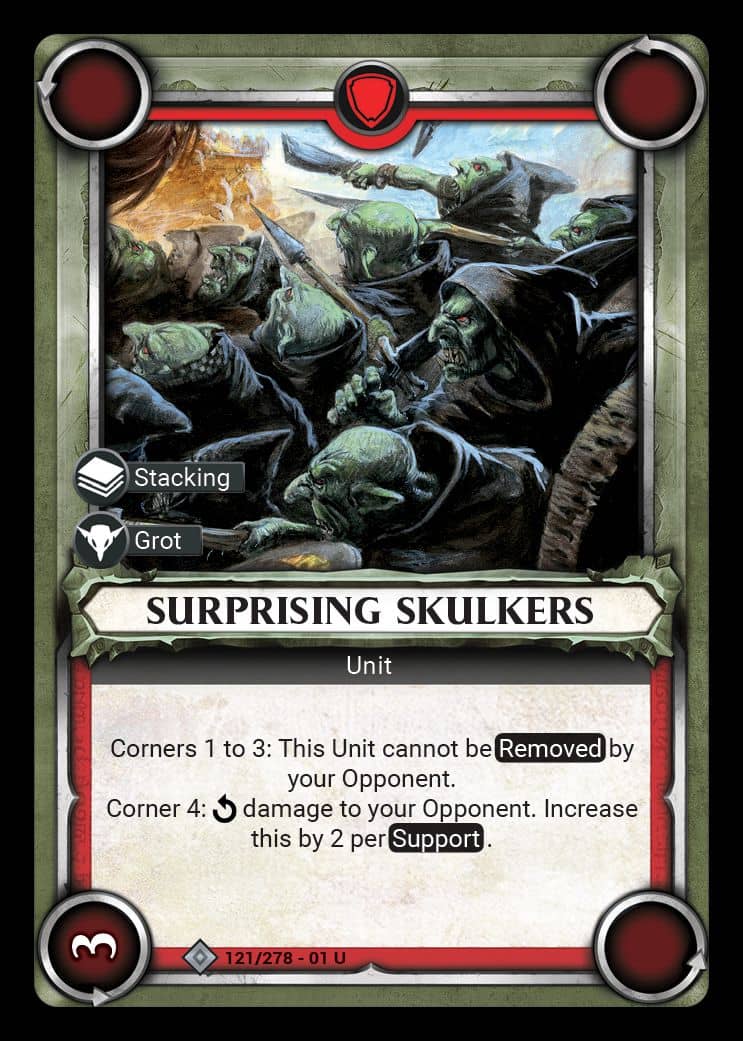 Stacking
Grot
SURPRISING SKULKERS
Unit
Corners 1 to 3: This Unit cannot be Removed by
your Opponent.
Corner 4: damage to your Opponent. Increase
this by 2 per Support.
3
121/278 - 01 U